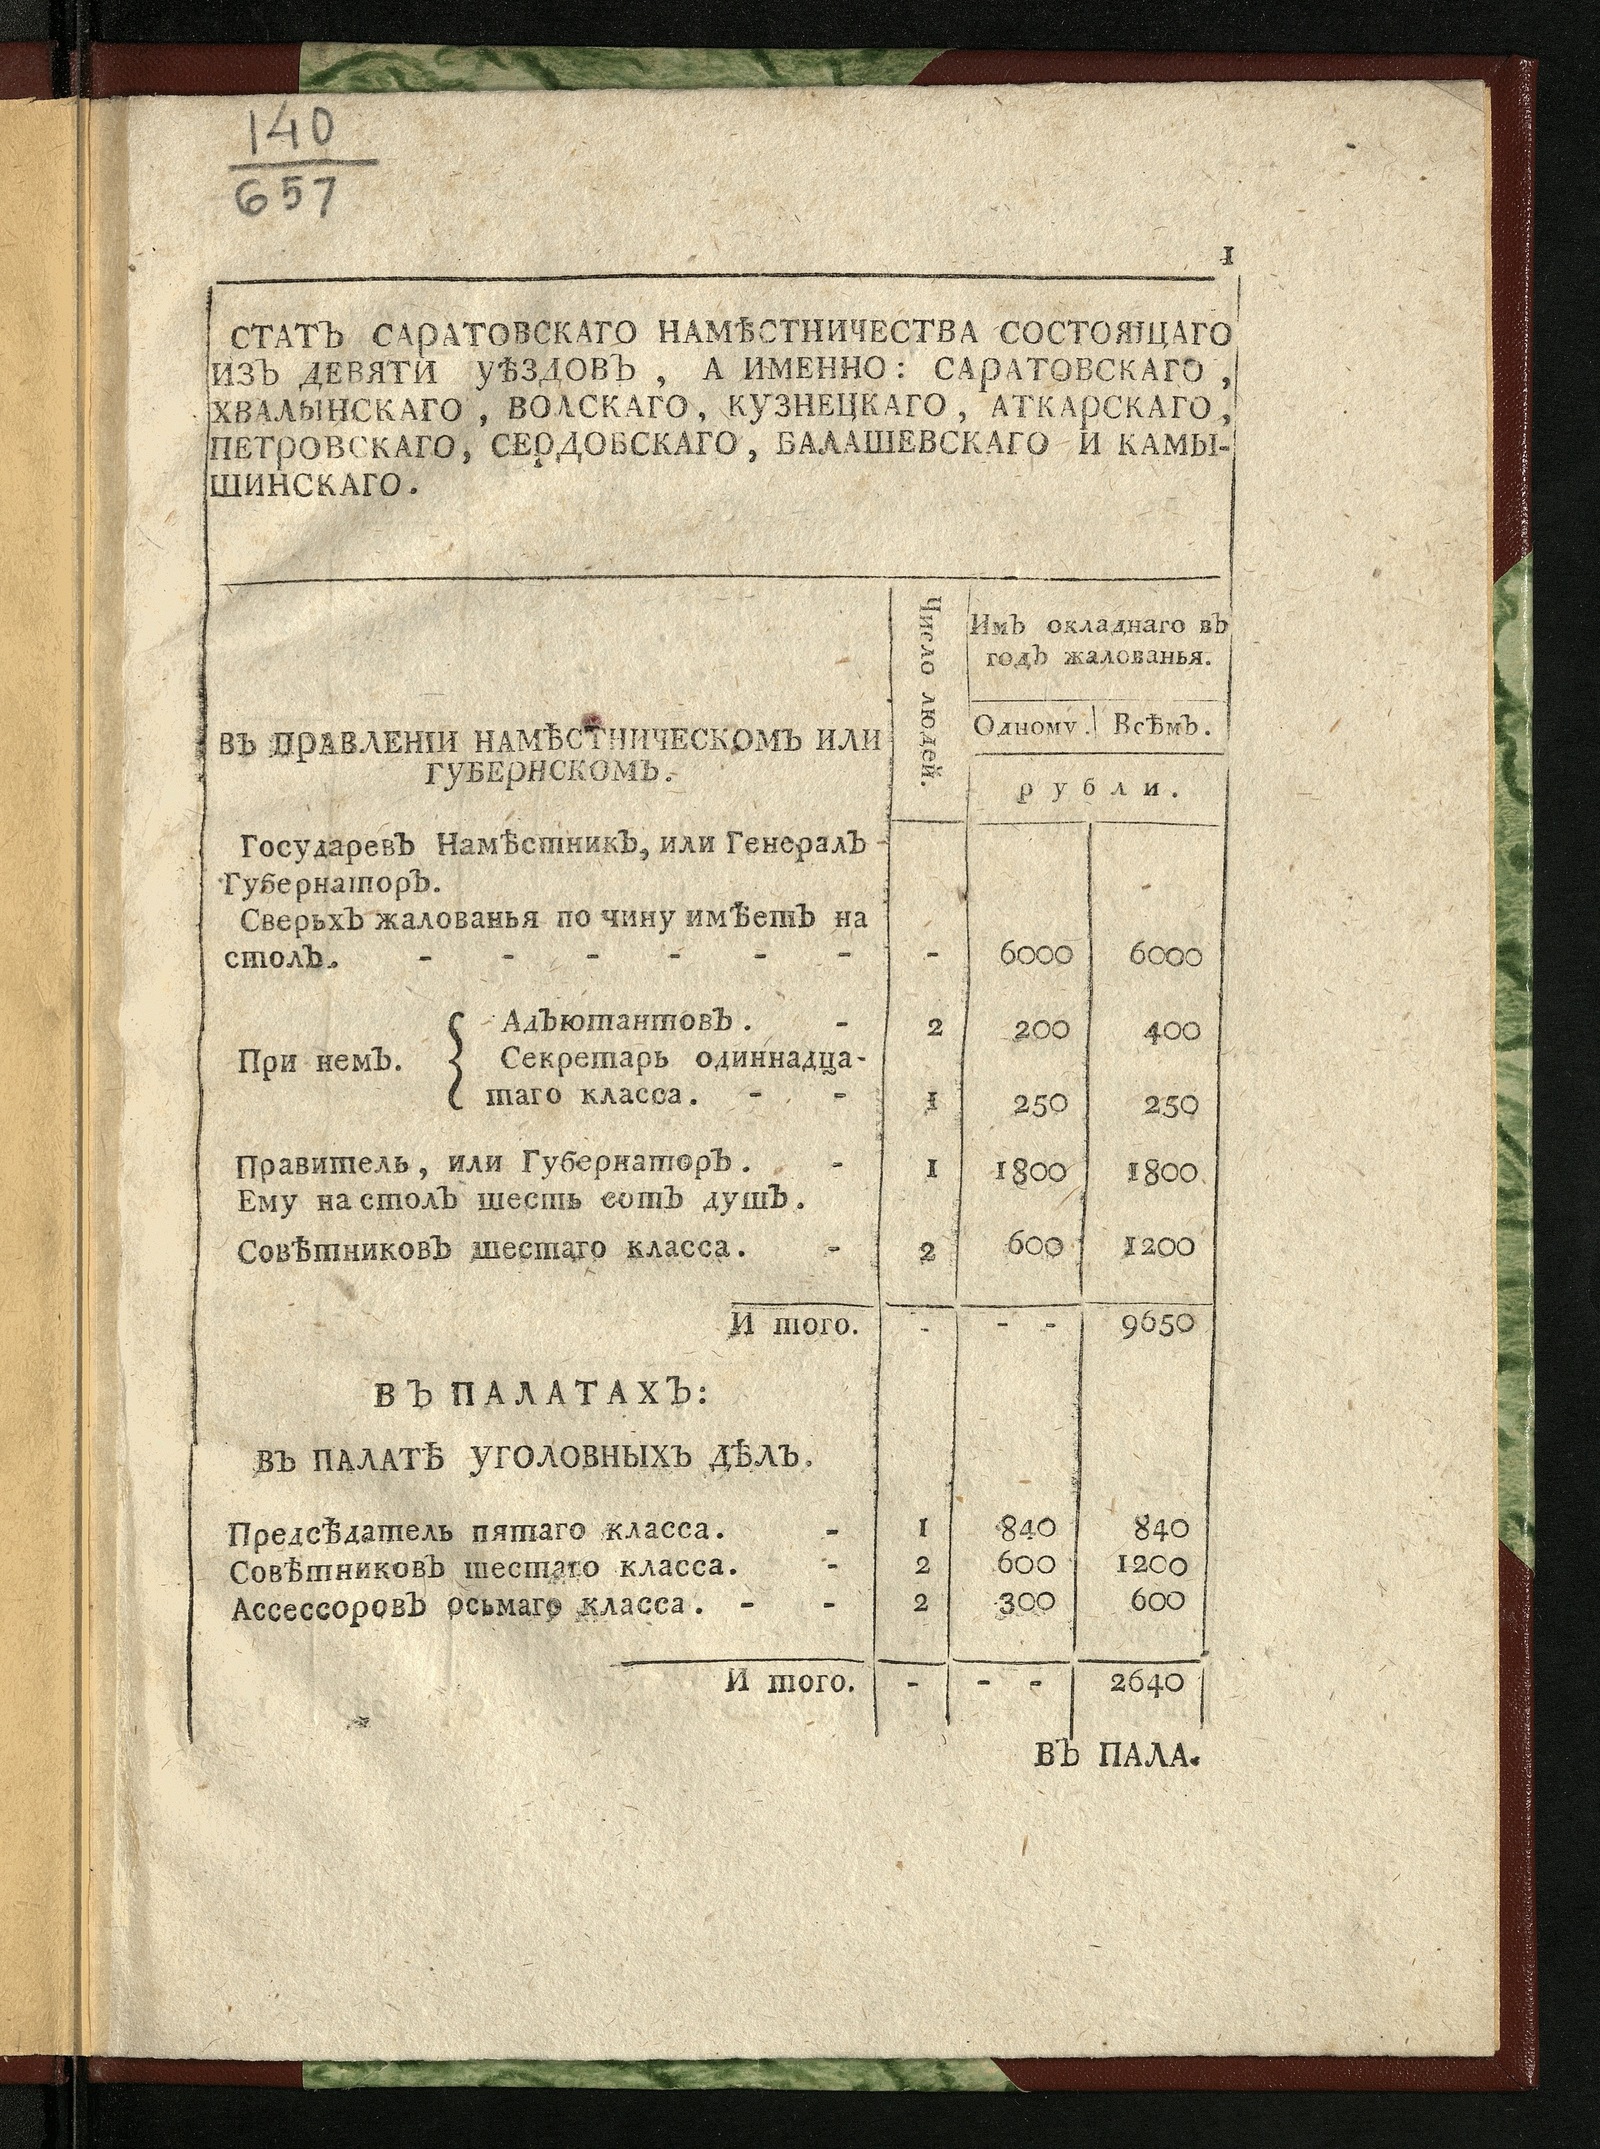 140
657
1
СТАТЪ САРАТОВСКАГО НАМѢСТНИЧЕСТВА СОСТОЯЩАГО
ИЗЪ ДЕВЯТИ УѢЗДОВЪ, А ИМЕННО: САРАТОВСКАГО,
ХВАЛЫНСКАГО, ВОЛСКАГО, КУЗНЕЦКАГО, АТКАРСКАГО,
ПЕТРОВСКАГО, СЕРДОБСКАГО, БАЛАШЕВСКАГО И КАМЫ-
ШИНСКАГО.
ВЪ ПРАВЛЕНІИ НАМѢСТНИЧЕСКОМЪ ИЛИ
ГУБЕРНСКОМЪ.
Число людей.
Имъ окладнаго въ
годъ жалованья.
Одному. Всѣмъ.
рубли.
Государевъ Намѣстникъ, или Генералъ -
Губернаторъ.
Сверьхъ жалованья по чину имѣетъ на
столъ. - - - - - - - 6000 6000
При немъ. { Адъютантовъ. - 2 200 400
Секретарь одиннадца-
таго класса. - - 1 250 250
Правитель, или Губернаторъ. - 1 1800 1800
Ему на столъ шесть сотъ душъ.
Совѣтниковъ шестаго класса. - 2 600 1200
И того. - - - 9650
ВЪ ПАЛАТАХЪ:
ВЪ ПАЛАТѢ УГОЛОВНЫХЪ ДѢЛЪ.
Предсѣдатель пятаго класса. - 1 840 840
Совѣтниковъ шестаго класса. - 2 600 1200
Ассессоровъ осьмаго класса. - - 2 300 600
И того. - - - 2640
ВЪ ПАЛА-